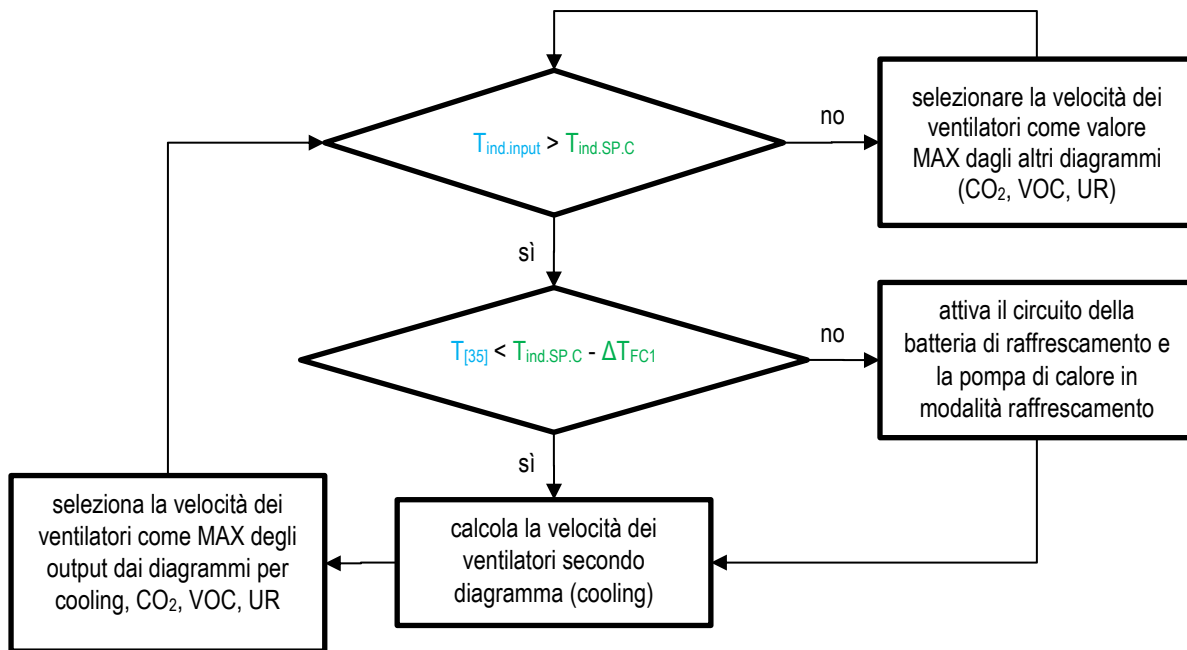 T_ind.input > T_ind.SP.C
no
selezionare la velocità dei
ventilatori come valore
MAX dagli altri diagrammi
(CO₂, VOC, UR)
sì
T_[35] < T_ind.SP.C - ΔT_FC1
no
attiva il circuito della
batteria di raffrescamento e
la pompa di calore in
modalità raffrescamento
sì
seleziona la velocità dei
ventilatori come MAX degli
output dai diagrammi per
cooling, CO₂, VOC, UR
calcola la velocità dei
ventilatori secondo
diagramma (cooling)